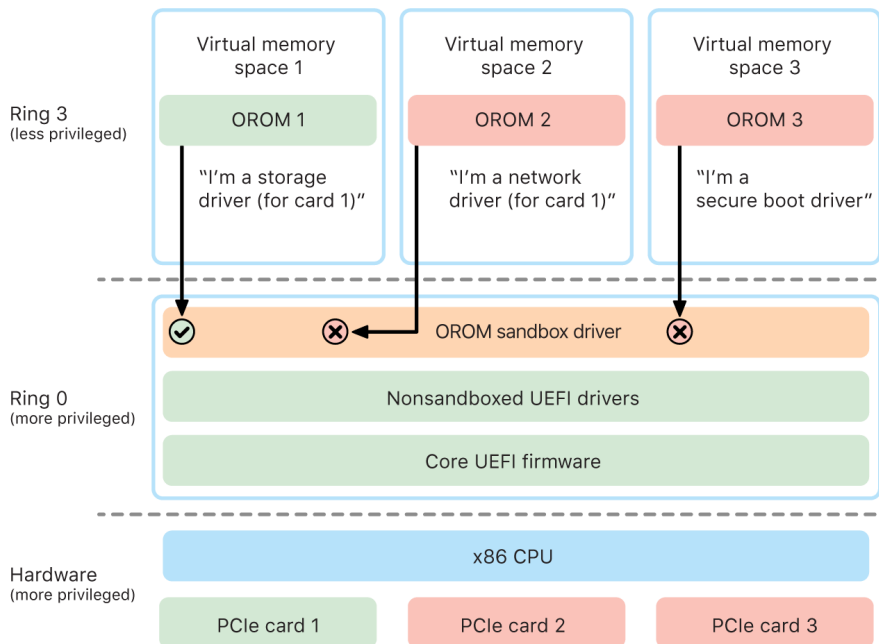 Virtual memory
space 1
Virtual memory
space 2
Virtual memory
space 3
Ring 3
(less privileged)
OROM 1
OROM 2
OROM 3
“I’m a storage
driver (for card 1)”
“I’m a network
driver (for card 1)”
“I’m a
secure boot driver”
OROM sandbox driver
Ring 0
(more privileged)
Nonsandboxed UEFI drivers
Core UEFI firmware
Hardware
(more privileged)
x86 CPU
PCIe card 1
PCIe card 2
PCIe card 3